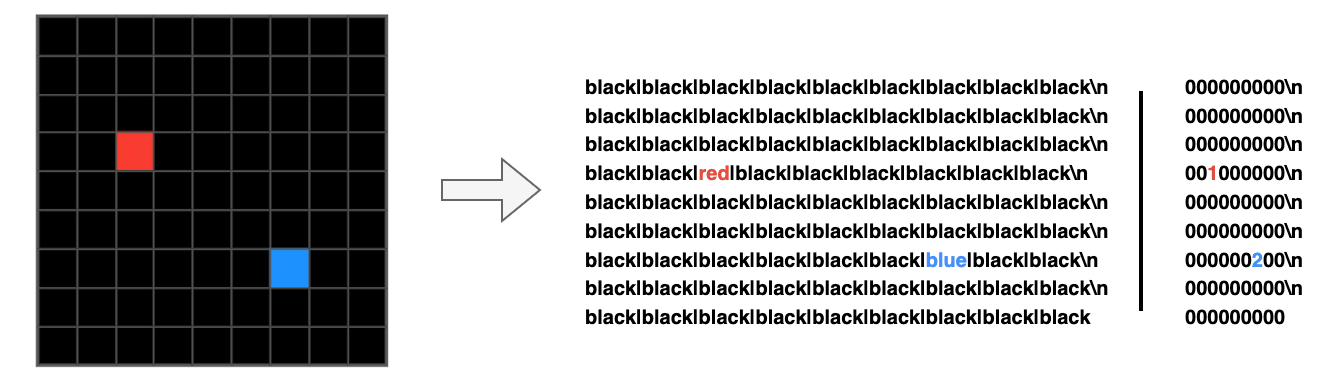 black|black|black|black|black|black|black|black|black\n
black|black|black|black|black|black|black|black|black\n
black|black|black|black|black|black|black|black|black\n
black|black|red|black|black|black|black|black|black\n
black|black|black|black|black|black|black|black|black\n
black|black|black|black|black|black|black|black|black\n
black|black|black|black|black|black|blue|black|black\n
black|black|black|black|black|black|black|black|black\n
black|black|black|black|black|black|black|black|black
000000000\n
000000000\n
000000000\n
001000000\n
000000000\n
000000000\n
000000200\n
000000000\n
000000000